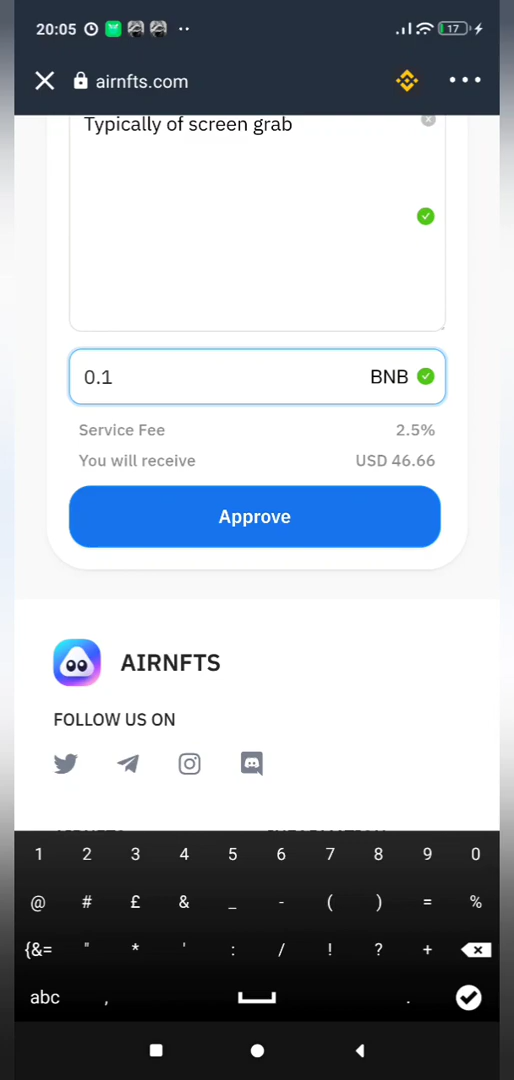 20:05
17
airnfts.com
Typically of screen grab
0.1 BNB
Service Fee 2.5%
You will receive USD 46.66
Approve
AIRNFTS
FOLLOW US ON
1 2 3 4 5 6 7 8 9 0
@ # £ & _ - ( ) = %
{&= " * ' : / ! ? +
abc , .